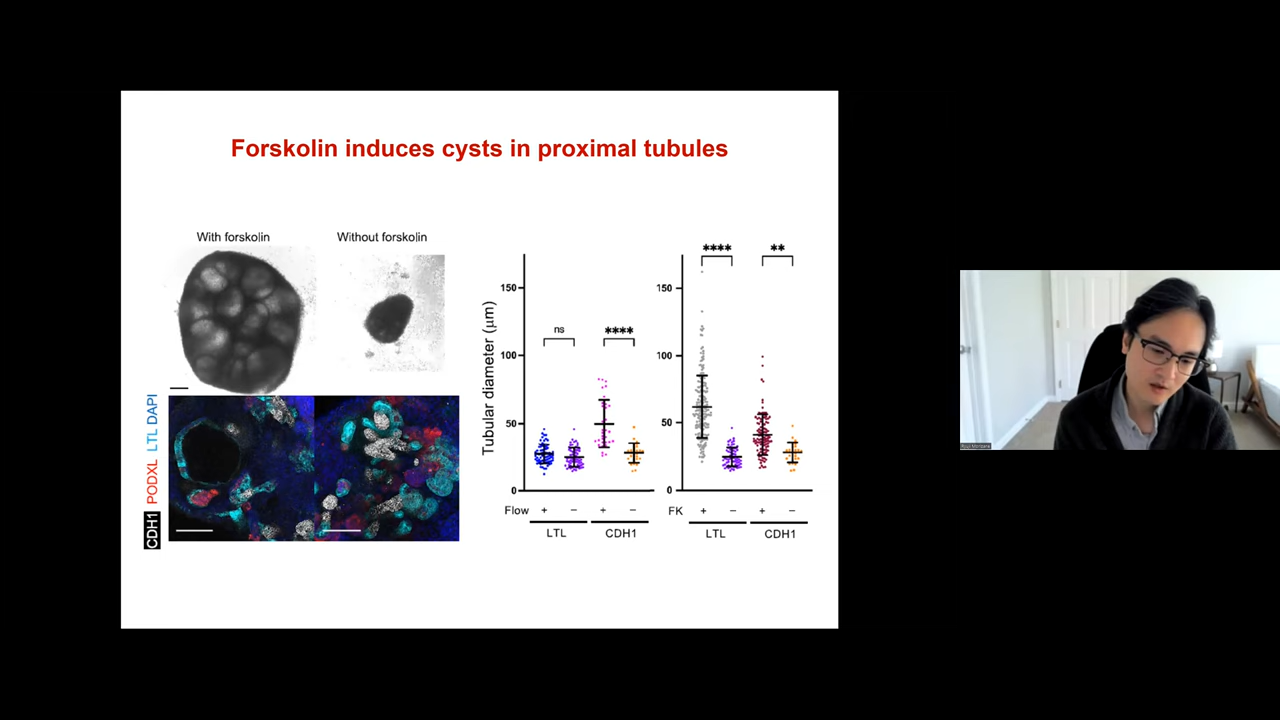 Forskolin induces cysts in proximal tubules
With forskolin
Without forskolin
CDH1 PODXL LTL DAPI
Tubular diameter (μm)
150
100
50
0
ns
****
Flow + − + −
LTL CDH1
150
100
50
0
****
**
FK + − + −
LTL CDH1